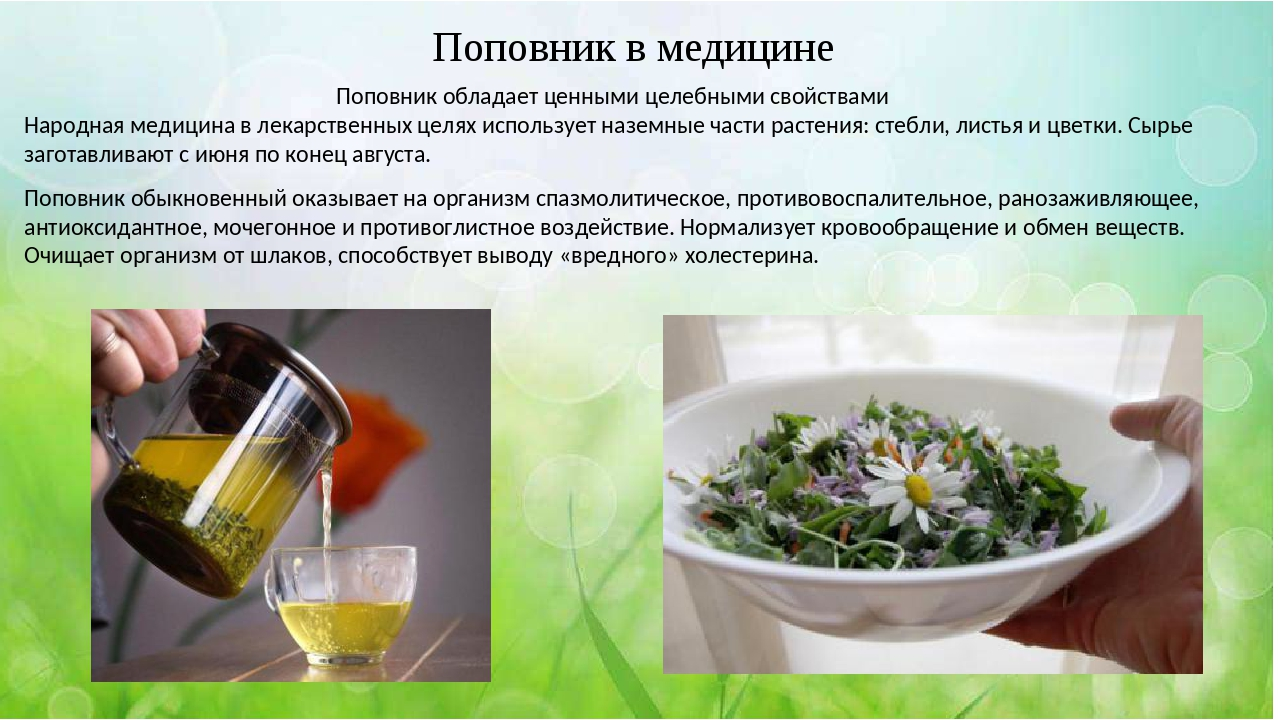 Поповник в медицине
Поповник обладает ценными целебными свойствами
Народная медицина в лекарственных целях использует наземные части растения: стебли, листья и цветки. Сырье
заготавливают с июня по конец августа.
Поповник обыкновенный оказывает на организм спазмолитическое, противовоспалительное, ранозаживляющее,
антиоксидантное, мочегонное и противоглистное воздействие. Нормализует кровообращение и обмен веществ.
Очищает организм от шлаков, способствует выводу «вредного» холестерина.